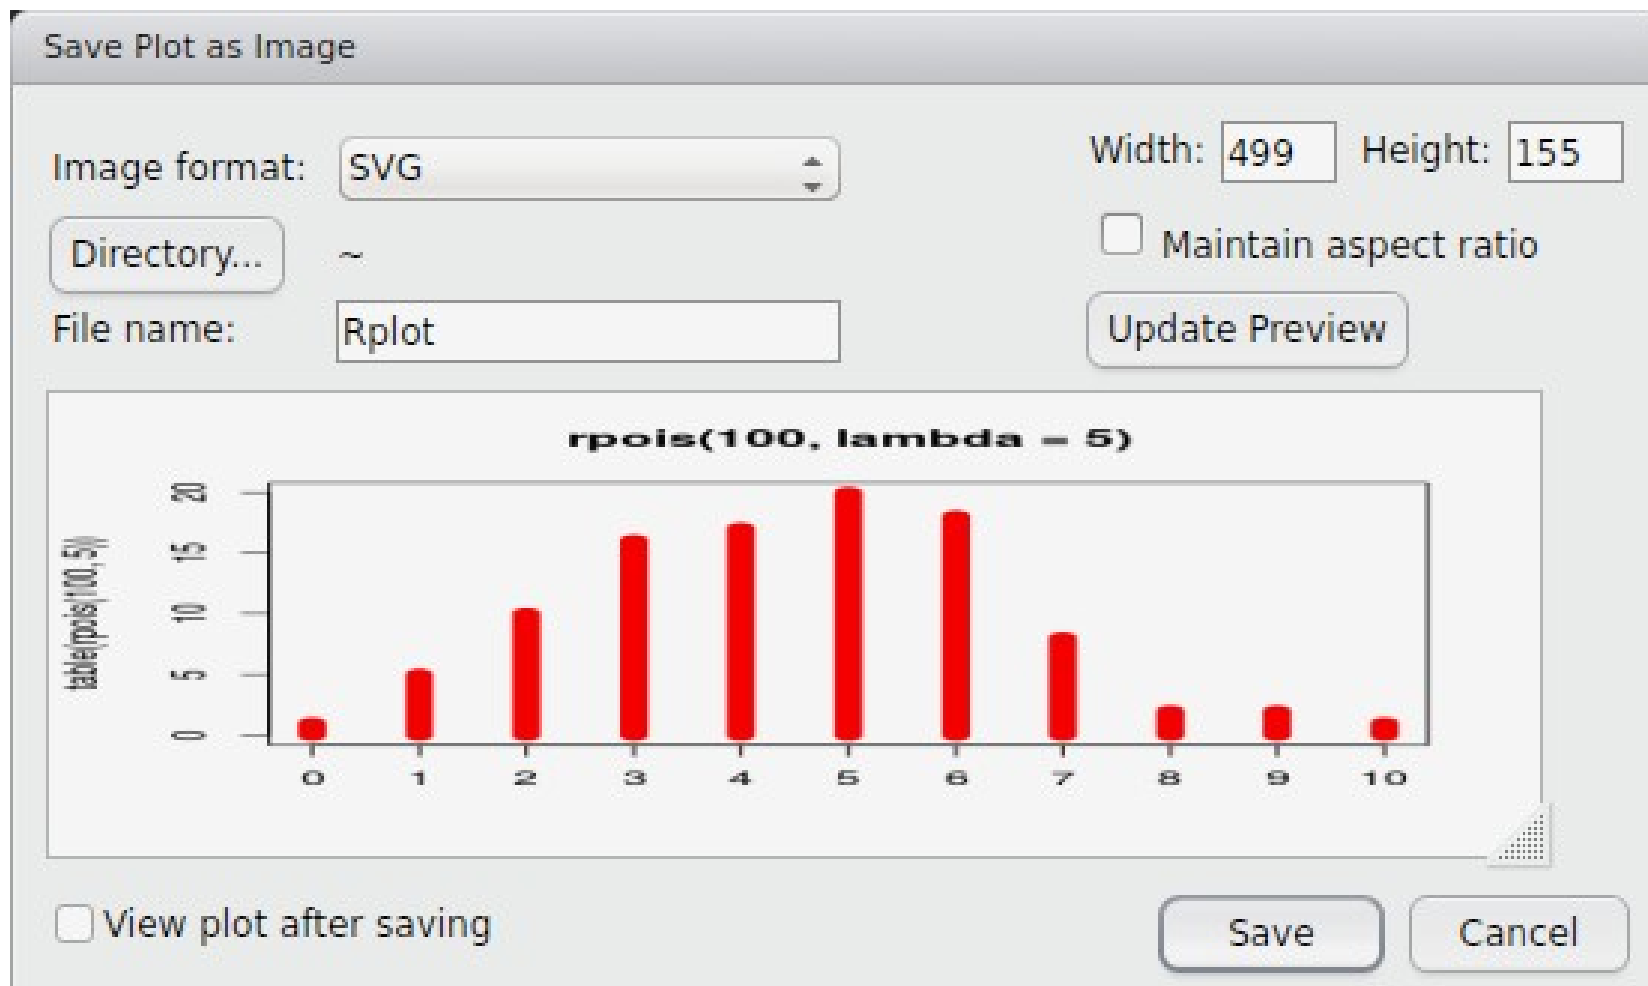 Save Plot as Image
Image format: SVG
Width: 499 Height: 155
Directory... ~
Maintain aspect ratio
File name: Rplot
Update Preview
rpois(100, lambda = 5)
table(rpois(100, 5))
20
15
10
5
0
0 1 2 3 4 5 6 7 8 9 10
View plot after saving
Save Cancel